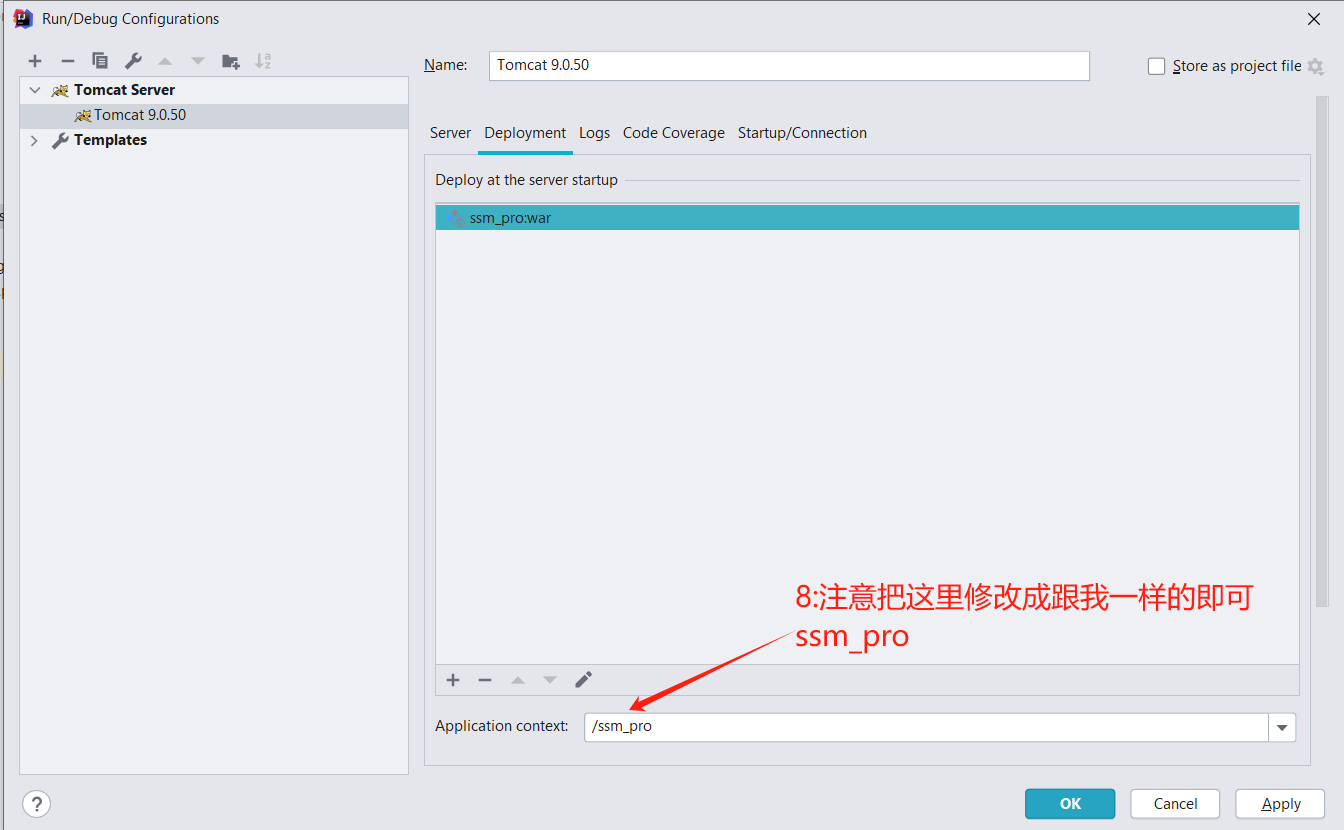 Run/Debug Configurations
Name:
Tomcat 9.0.50
Store as project file
Tomcat Server
Tomcat 9.0.50
Templates
Server
Deployment
Logs
Code Coverage
Startup/Connection
Deploy at the server startup
ssm_pro:war
8:注意把这里修改成跟我一样的即可
ssm_pro
Application context:
/ssm_pro
?
OK
Cancel
Apply